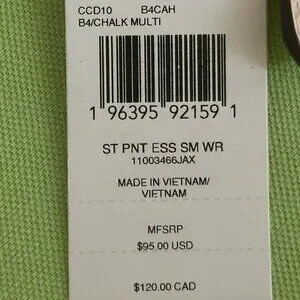 CCD10 B4CAH
B4/CHALK MULTI
1 96395 92159 1
ST PNT ESS SM WR
11003466JAX
MADE IN VIETNAM/
VIETNAM
MFSRP
$95.00 USD
$120.00 CAD